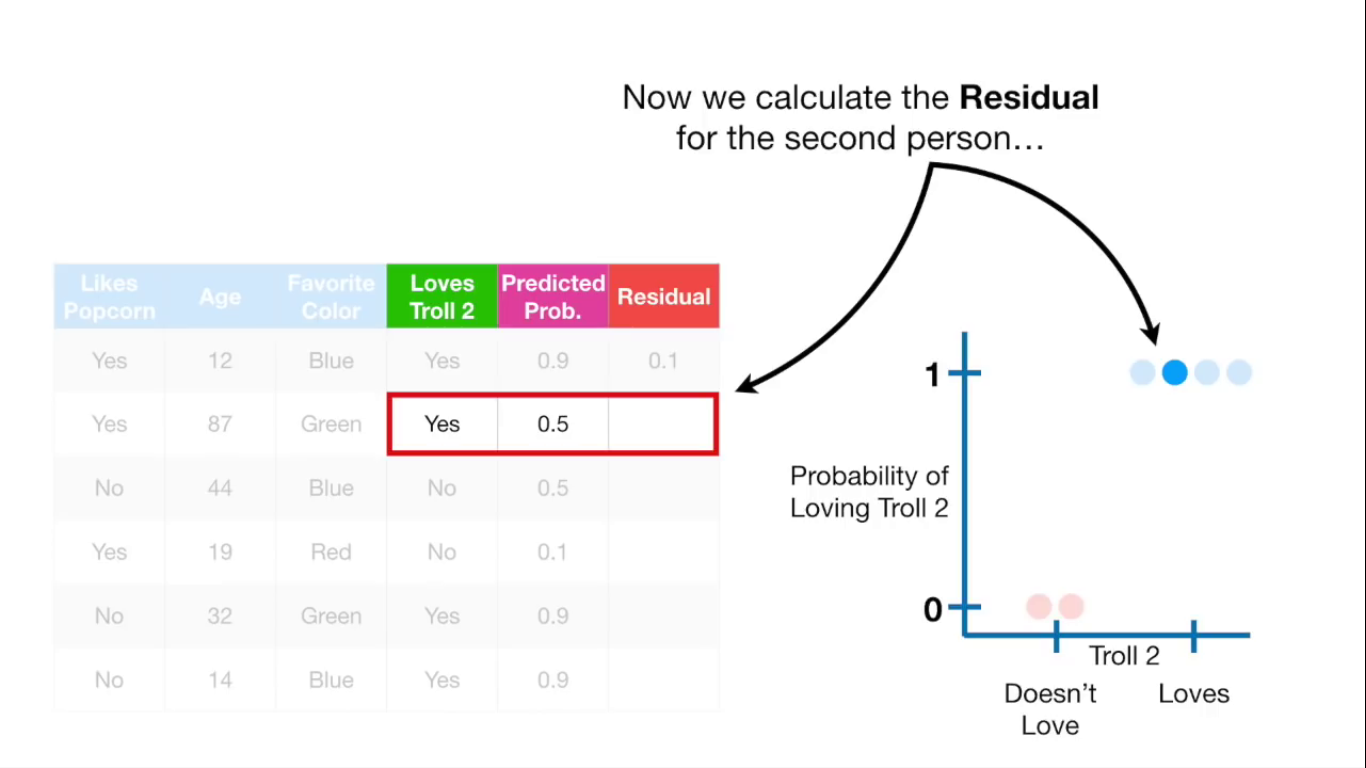 Now we calculate the Residual
for the second person…
Likes Popcorn Age Favorite Color Loves Troll 2 Predicted Prob. Residual
Yes 12 Blue Yes 0.9 0.1
Yes 87 Green Yes 0.5
No 44 Blue No 0.5
Yes 19 Red No 0.1
No 32 Green Yes 0.9
No 14 Blue Yes 0.9
1
Probability of
Loving Troll 2
0
Troll 2
Doesn’t
Love
Loves